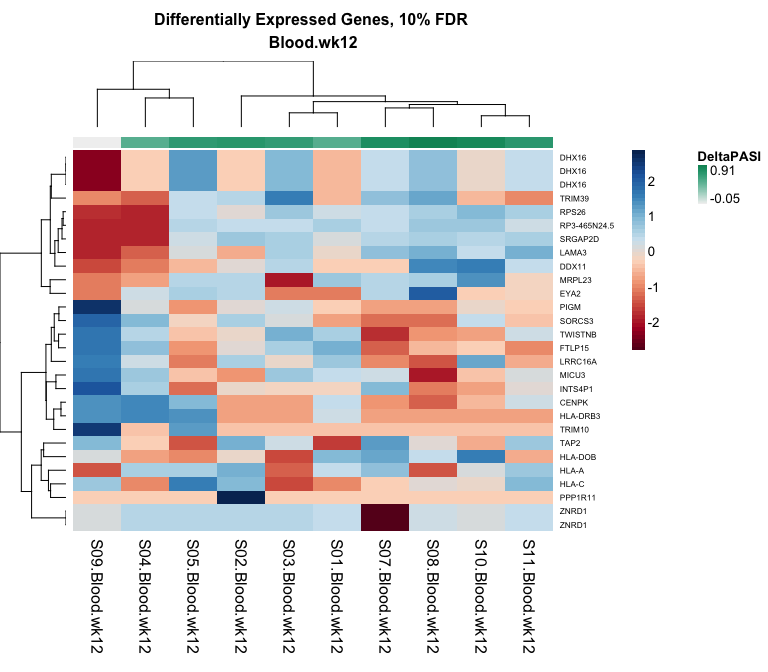 Differentially Expressed Genes, 10% FDR
Blood.wk12
DeltaPASI
0.91
-0.05
2
1
0
-1
-2
DHX16
DHX16
DHX16
TRIM39
RPS26
RP3-465N24.5
SRGAP2D
LAMA3
DDX11
MRPL23
EYA2
PIGM
SORCS3
TWISTNB
FTLP15
LRRC16A
MICU3
INTS4P1
CENPK
HLA-DRB3
TRIM10
TAP2
HLA-DOB
HLA-A
HLA-C
PPP1R11
ZNRD1
ZNRD1
S09.Blood.wk12
S04.Blood.wk12
S05.Blood.wk12
S02.Blood.wk12
S03.Blood.wk12
S01.Blood.wk12
S07.Blood.wk12
S08.Blood.wk12
S10.Blood.wk12
S11.Blood.wk12